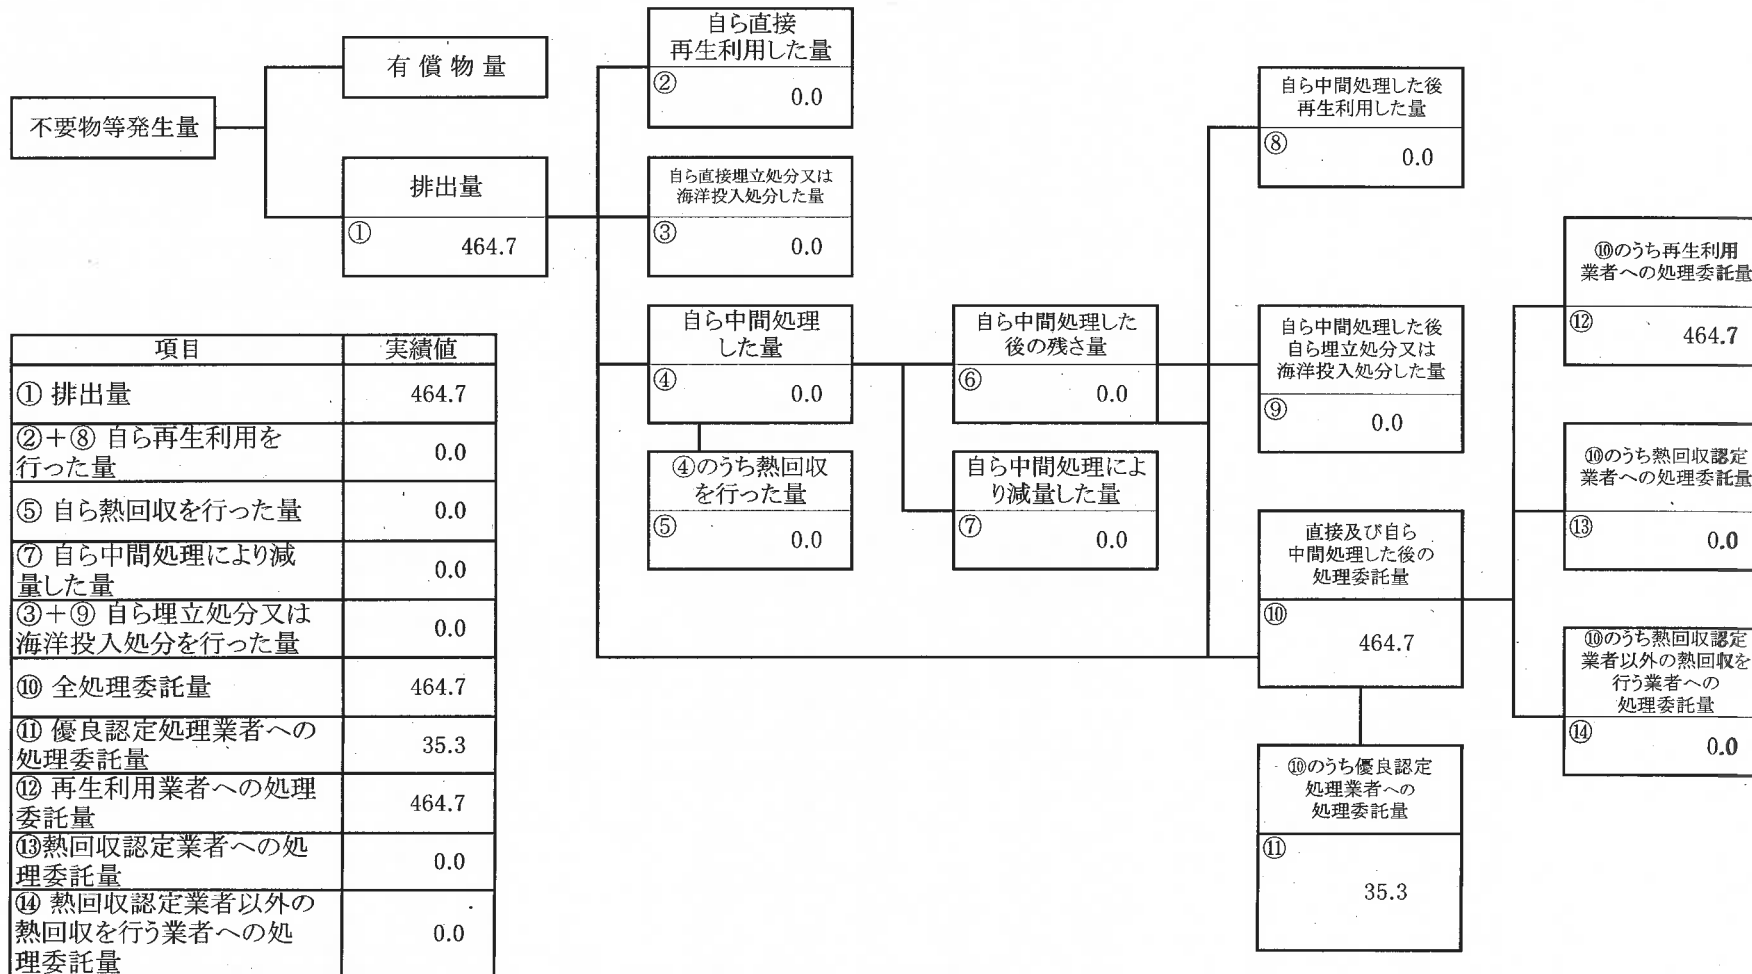 不要物等発生量
有償物量
排出量
①
464.7
自ら直接
再生利用した量
②
0.0
自ら直接埋立処分又は
海洋投入処分した量
③
0.0
自ら中間処理
した量
④
0.0
④のうち熱回収
を行った量
⑤
0.0
自ら中間処理した
後の残さ量
⑥
0.0
自ら中間処理によ
り減量した量
⑦
0.0
自ら中間処理した後
再生利用した量
⑧
0.0
自ら中間処理した後
自ら埋立処分又は
海洋投入処分した量
⑨
0.0
直接及び自ら
中間処理した後の
処理委託量
⑩
464.7
⑩のうち優良認定
処理業者への
処理委託量
⑪
35.3
⑩のうち再生利用
業者への処理委託量
⑫
464.7
⑩のうち熱回収認定
業者への処理委託量
⑬
0.0
⑩のうち熱回収認定
業者以外の熱回収を
行う業者への
処理委託量
⑭
0.0
項目 実績値
① 排出量 464.7
②+⑧ 自ら再生利用を
行った量 0.0
⑤ 自ら熱回収を行った量 0.0
⑦ 自ら中間処理により減
量した量 0.0
③+⑨ 自ら埋立処分又は
海洋投入処分を行った量 0.0
⑩ 全処理委託量 464.7
⑪ 優良認定処理業者への
処理委託量 35.3
⑫ 再生利用業者への処理
委託量 464.7
⑬熱回収認定業者への処
理委託量 0.0
⑭ 熱回収認定業者以外の
熱回収を行う業者への処
理委託量 0.0